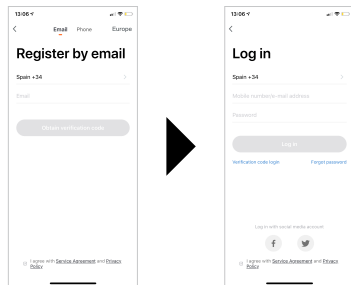 13:06
Email Phone Europe
Register by email
Spain +34
Email
Obtain verification code
I agree with Service Agreement and Privacy
Policy
13:06
Log in
Spain +34
Mobile number/e-mail address
Password
Log in
Verification code login Forgot password
Log in with social media account
I agree with Service Agreement and Privacy
Policy